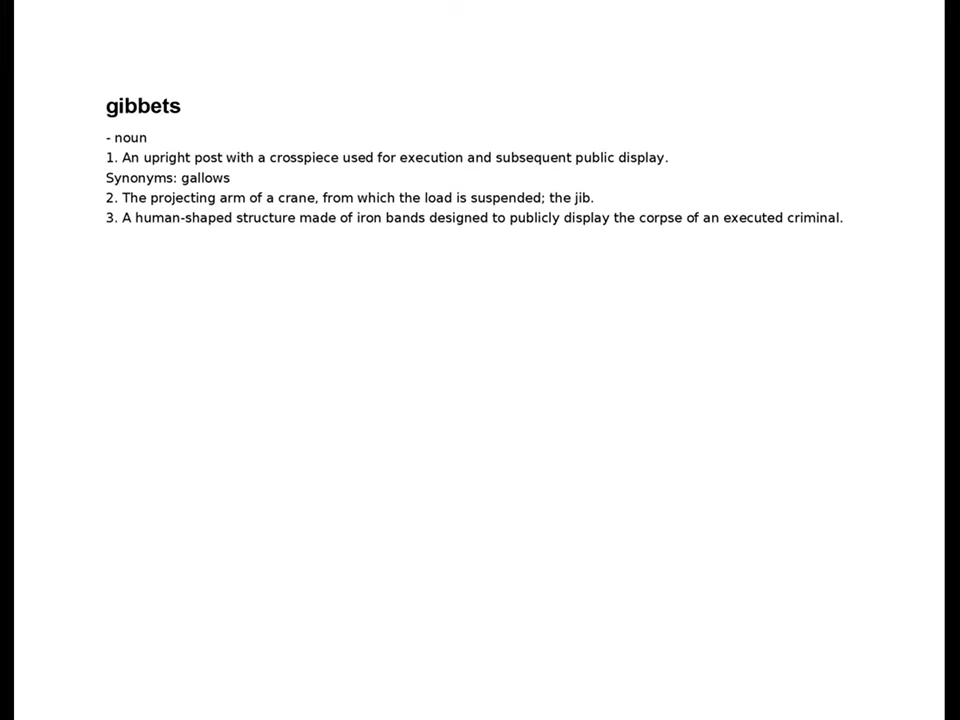 gibbets
- noun
1. An upright post with a crosspiece used for execution and subsequent public display.
Synonyms: gallows
2. The projecting arm of a crane, from which the load is suspended; the jib.
3. A human-shaped structure made of iron bands designed to publicly display the corpse of an executed criminal.